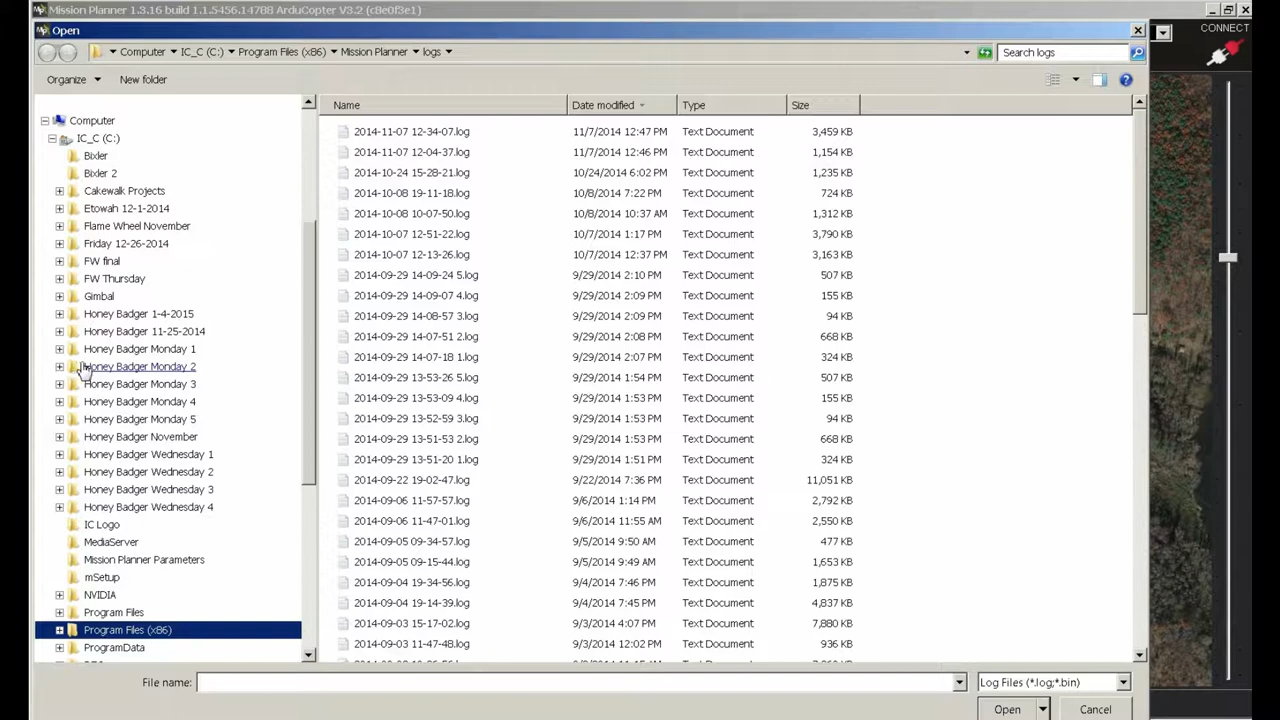 Mission Planner 1.3.16 build 1.1.5456.14788 ArduCopter V3.2 (c8e0f3e1)
Open
CONNECT
Computer IC_C (C:) Program Files (x86) Mission Planner logs Search logs
Organize New folder
Name Date modified Type Size
Computer
IC_C (C:)
Bixler
Bixler 2
Cakewalk Projects
Etowah 12-1-2014
Flame Wheel November
Friday 12-26-2014
FW final
FW Thursday
Gimbal
Honey Badger 1-4-2015
Honey Badger 11-25-2014
Honey Badger Monday 1
Honey Badger Monday 2
Honey Badger Monday 3
Honey Badger Monday 4
Honey Badger Monday 5
Honey Badger November
Honey Badger Wednesday 1
Honey Badger Wednesday 2
Honey Badger Wednesday 3
Honey Badger Wednesday 4
IC Logo
MediaServer
Mission Planner Parameters
mSetup
NVIDIA
Program Files
Program Files (x86)
ProgramData
2014-11-07 12-34-07.log 11/7/2014 12:47 PM Text Document 3,459 KB
2014-11-07 12-04-37.log 11/7/2014 12:46 PM Text Document 1,154 KB
2014-10-24 15-28-21.log 10/24/2014 6:02 PM Text Document 1,235 KB
2014-10-08 19-11-18.log 10/8/2014 7:22 PM Text Document 724 KB
2014-10-08 10-07-50.log 10/8/2014 10:37 AM Text Document 1,312 KB
2014-10-07 12-51-22.log 10/7/2014 1:17 PM Text Document 3,790 KB
2014-10-07 12-13-26.log 10/7/2014 12:37 PM Text Document 3,163 KB
2014-09-29 14-09-24 5.log 9/29/2014 2:10 PM Text Document 507 KB
2014-09-29 14-09-07 4.log 9/29/2014 2:09 PM Text Document 155 KB
2014-09-29 14-08-57 3.log 9/29/2014 2:09 PM Text Document 94 KB
2014-09-29 14-07-51 2.log 9/29/2014 2:08 PM Text Document 668 KB
2014-09-29 14-07-18 1.log 9/29/2014 2:07 PM Text Document 324 KB
2014-09-29 13-53-26 5.log 9/29/2014 1:54 PM Text Document 507 KB
2014-09-29 13-53-09 4.log 9/29/2014 1:53 PM Text Document 155 KB
2014-09-29 13-52-59 3.log 9/29/2014 1:53 PM Text Document 94 KB
2014-09-29 13-51-53 2.log 9/29/2014 1:53 PM Text Document 668 KB
2014-09-29 13-51-20 1.log 9/29/2014 1:53 PM Text Document 324 KB
2014-09-22 19-02-47.log 9/22/2014 7:36 PM Text Document 11,051 KB
2014-09-06 11-57-57.log 9/6/2014 1:14 PM Text Document 2,792 KB
2014-09-06 11-47-01.log 9/6/2014 11:55 AM Text Document 2,550 KB
2014-09-05 09-34-57.log 9/5/2014 9:50 AM Text Document 477 KB
2014-09-05 09-15-44.log 9/5/2014 9:49 AM Text Document 1,653 KB
2014-09-04 19-34-56.log 9/4/2014 7:46 PM Text Document 1,875 KB
2014-09-04 19-14-39.log 9/4/2014 7:45 PM Text Document 4,837 KB
2014-09-03 15-17-02.log 9/3/2014 4:07 PM Text Document 7,880 KB
2014-09-03 11-47-48.log 9/3/2014 12:02 PM Text Document 936 KB
File name: Log Files (*.log;*.bin)
Open Cancel